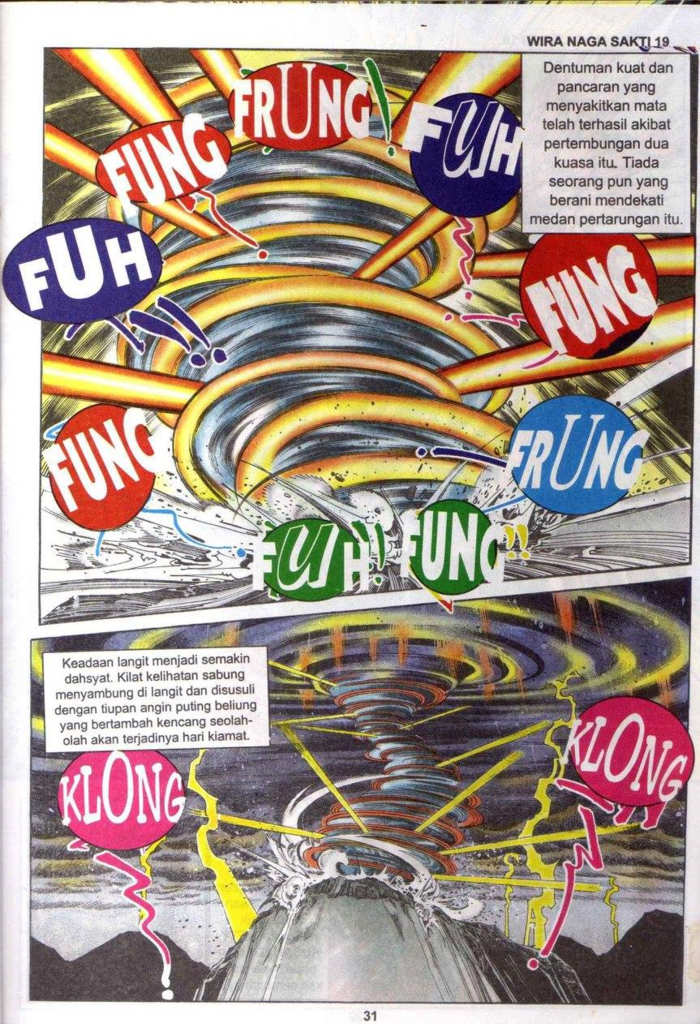 WIRA NAGA SAKTI 19
Dentuman kuat dan
pancaran yang
menyakitkan mata
telah terhasil akibat
pertembungan dua
kuasa itu. Tiada
seorang pun yang
berani mendekati
medan pertarungan itu.
FRUNG!
FUNG
FUH
FUH!!
FUNG
FUNG
FRUNG
FUH!!
FUNG!!
Keadaan langit menjadi semakin
dahsyat. Kilat kelihatan sabung
menyambung di langit dan disusuli
dengan tiupan angin puting beliung
yang bertambah kencang seolah-
olah akan terjadinya hari kiamat.
KLONG
KLONG
31